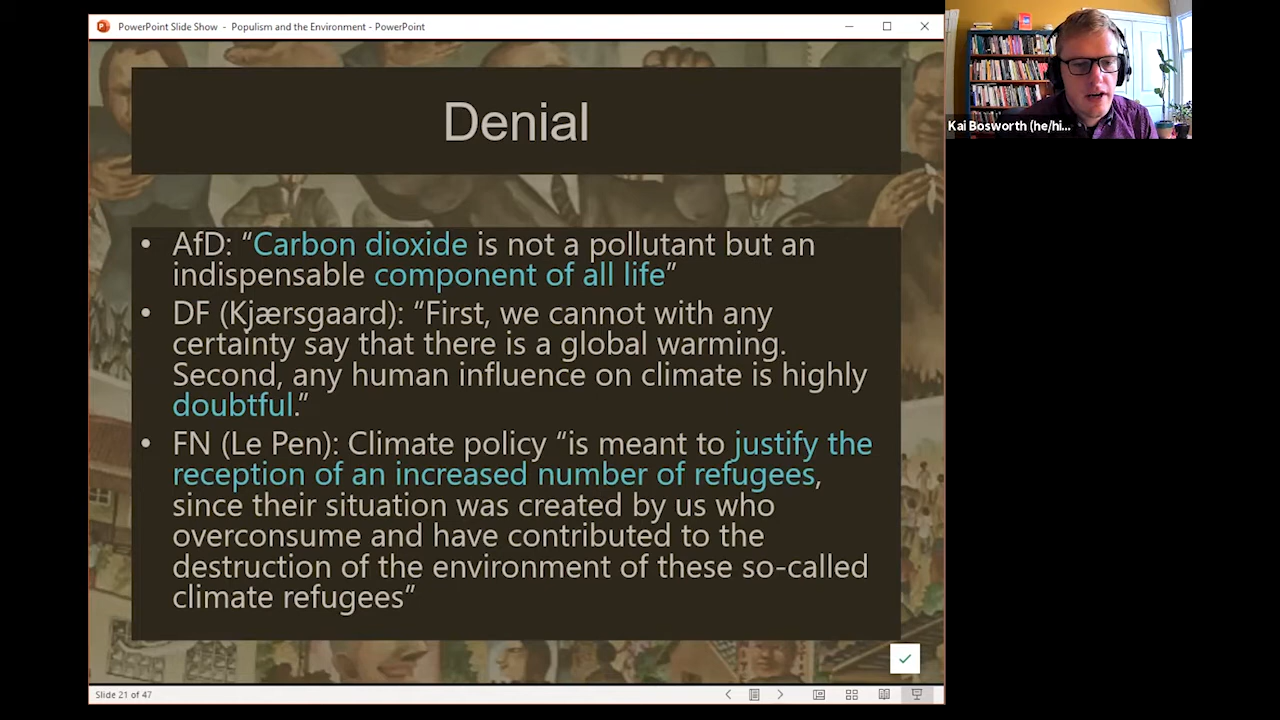 PowerPoint Slide Show - Populism and the Environment - PowerPoint
Kai Bosworth (he/hi...
Denial
• AfD: “Carbon dioxide is not a pollutant but an
indispensable component of all life”
• DF (Kjærsgaard): “First, we cannot with any
certainty say that there is a global warming.
Second, any human influence on climate is highly
doubtful.”
• FN (Le Pen): Climate policy “is meant to justify the
reception of an increased number of refugees,
since their situation was created by us who
overconsume and have contributed to the
destruction of the environment of these so-called
climate refugees”
Slide 21 of 47